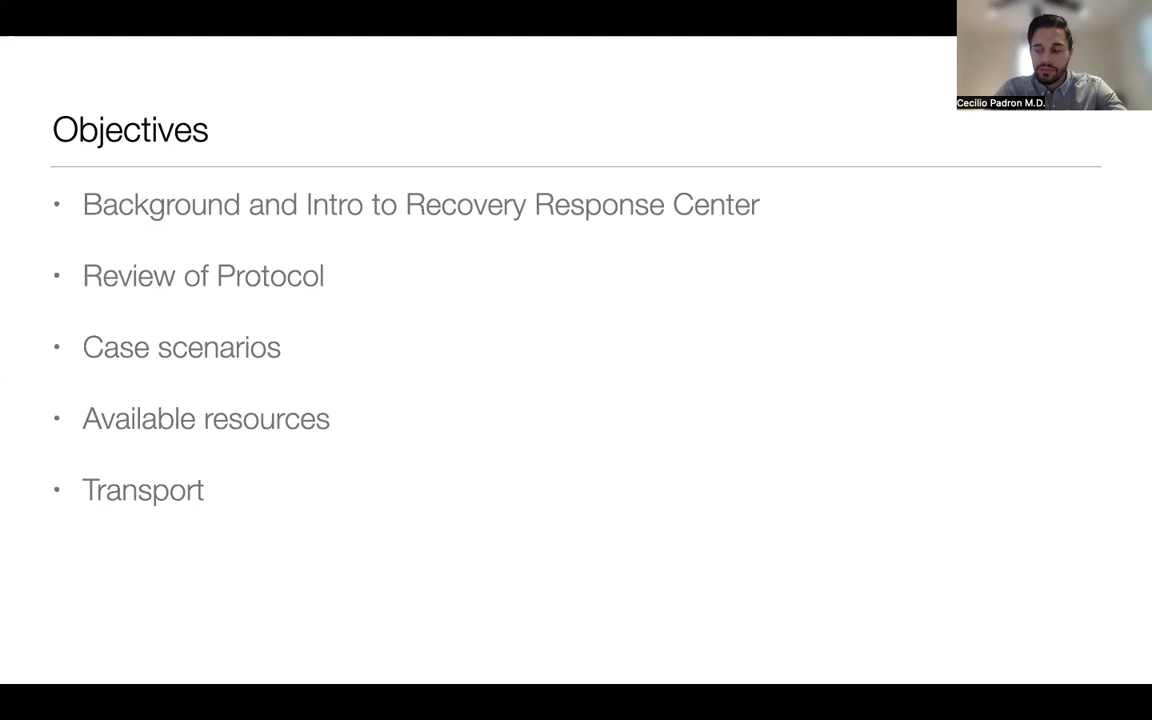 Cecilio Padron M.D.
Objectives
• Background and Intro to Recovery Response Center
• Review of Protocol
• Case scenarios
• Available resources
• Transport